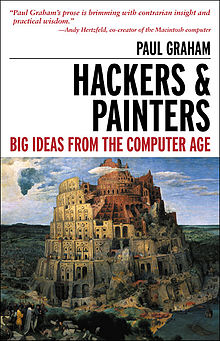 "Paul Graham's prose is brimming with contrarian insight and
practical wisdom."
—Andy Hertzfeld, co-creator of the Macintosh computer
PAUL GRAHAM
HACKERS &
PAINTERS
BIG IDEAS FROM THE COMPUTER AGE